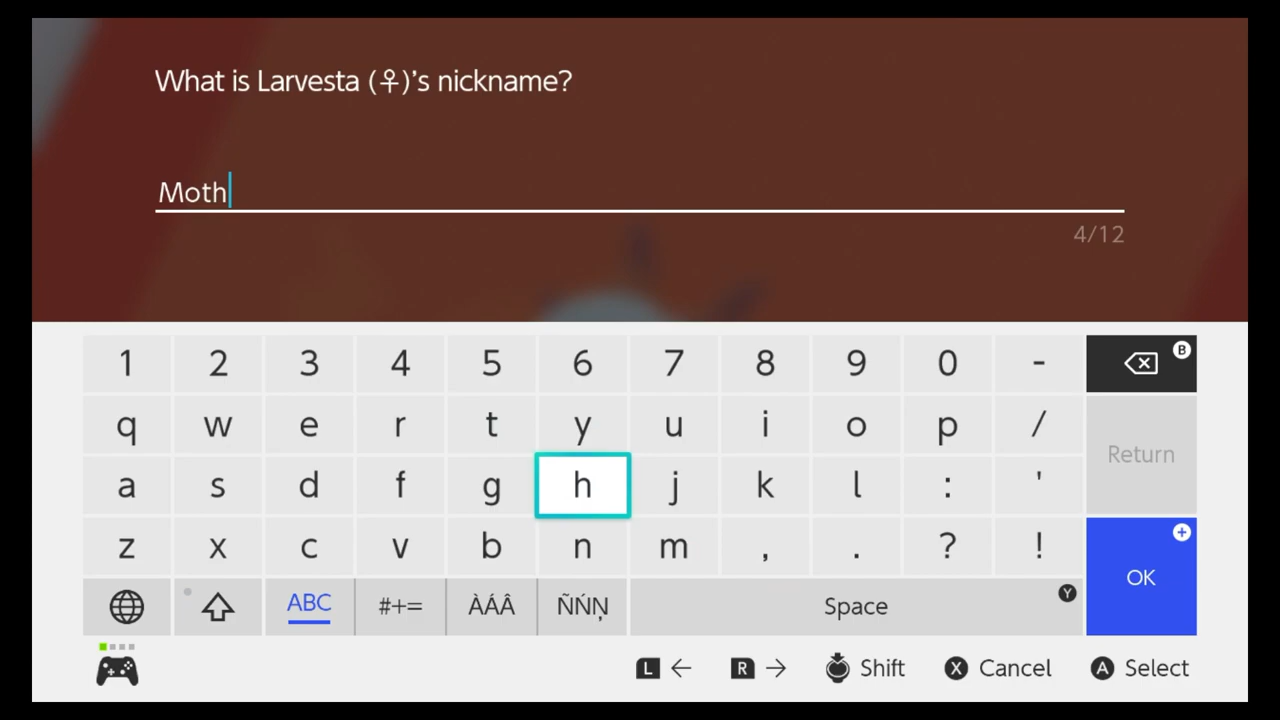 What is Larvesta (♀)'s nickname?
Moth
4/12
1 2 3 4 5 6 7 8 9 0 - B
q w e r t y u i o p /
Return
a s d f g h j k l : '
z x c v b n m , . ? ! +
OK
ABC #+= ÀÁÂ ÑŃŅ Space Y
L ← R → Shift X Cancel A Select